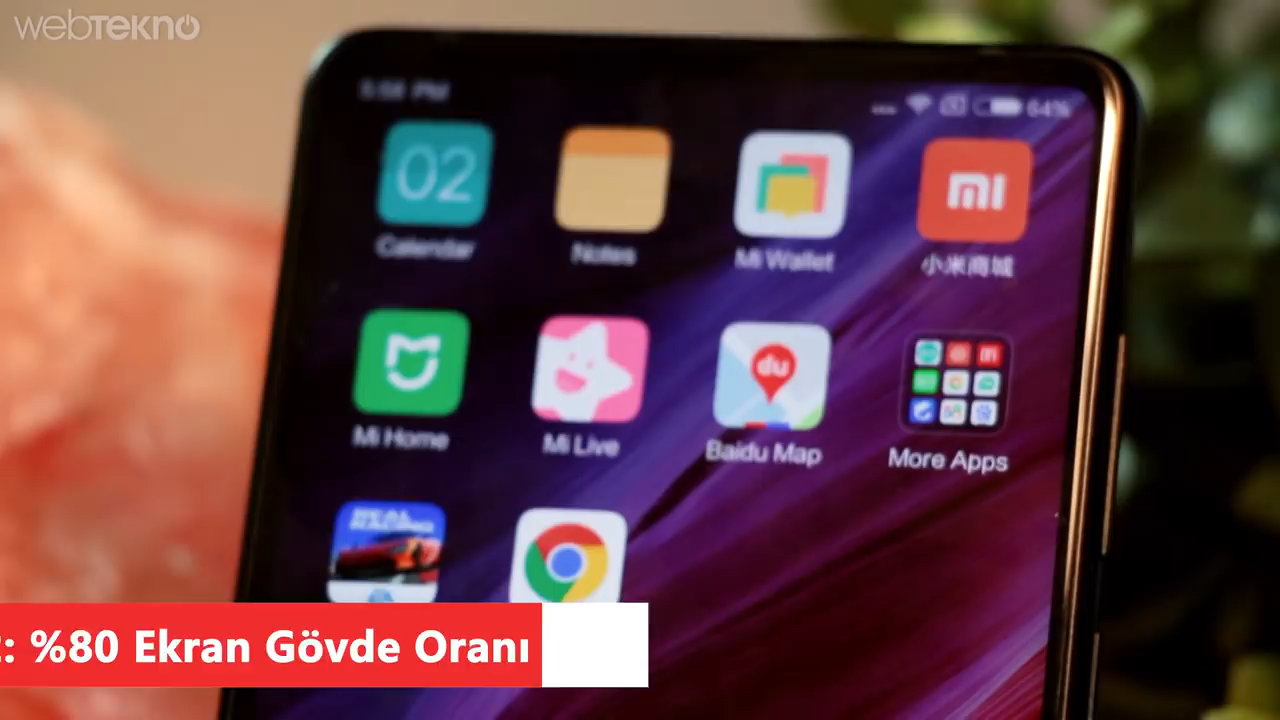 webTEKNO
5:58 PM
64%
02
Calendar
Notes
Mi Wallet
mi
小米商城
Mi Home
Mi Live
du
Baidu Map
More Apps
: %80 Ekran Gövde Oranı